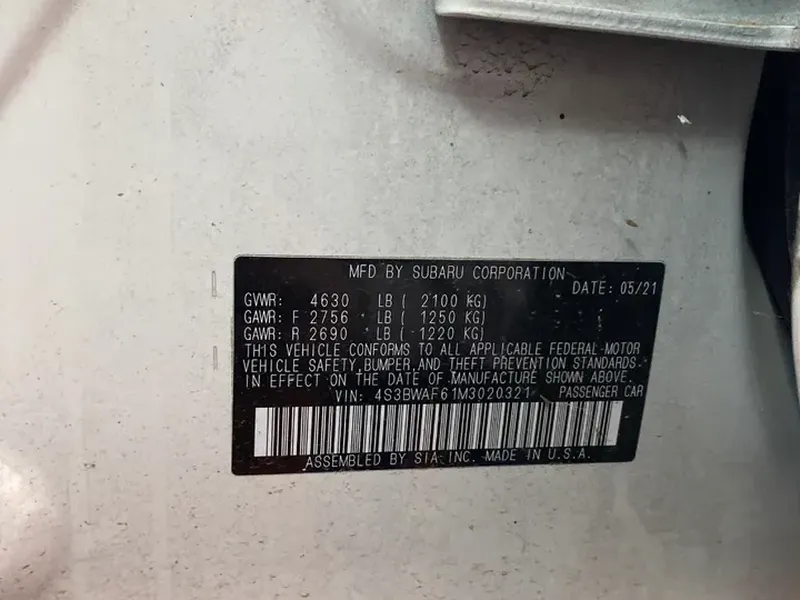 MFD BY SUBARU CORPORATION
DATE: 05/21
GVWR: 4630 LB ( 2100 KG)
GAWR: F 2756 LB ( 1250 KG)
GAWR: R 2690 LB ( 1220 KG)
THIS VEHICLE CONFORMS TO ALL APPLICABLE FEDERAL MOTOR
VEHICLE SAFETY,BUMPER,AND THEFT PREVENTION STANDARDS
IN EFFECT ON THE DATE OF MANUFACTURE SHOWN ABOVE.
VIN: 4S3BWAF61M3020321 PASSENGER CAR
ASSEMBLED BY SIA INC. MADE IN U.S.A.